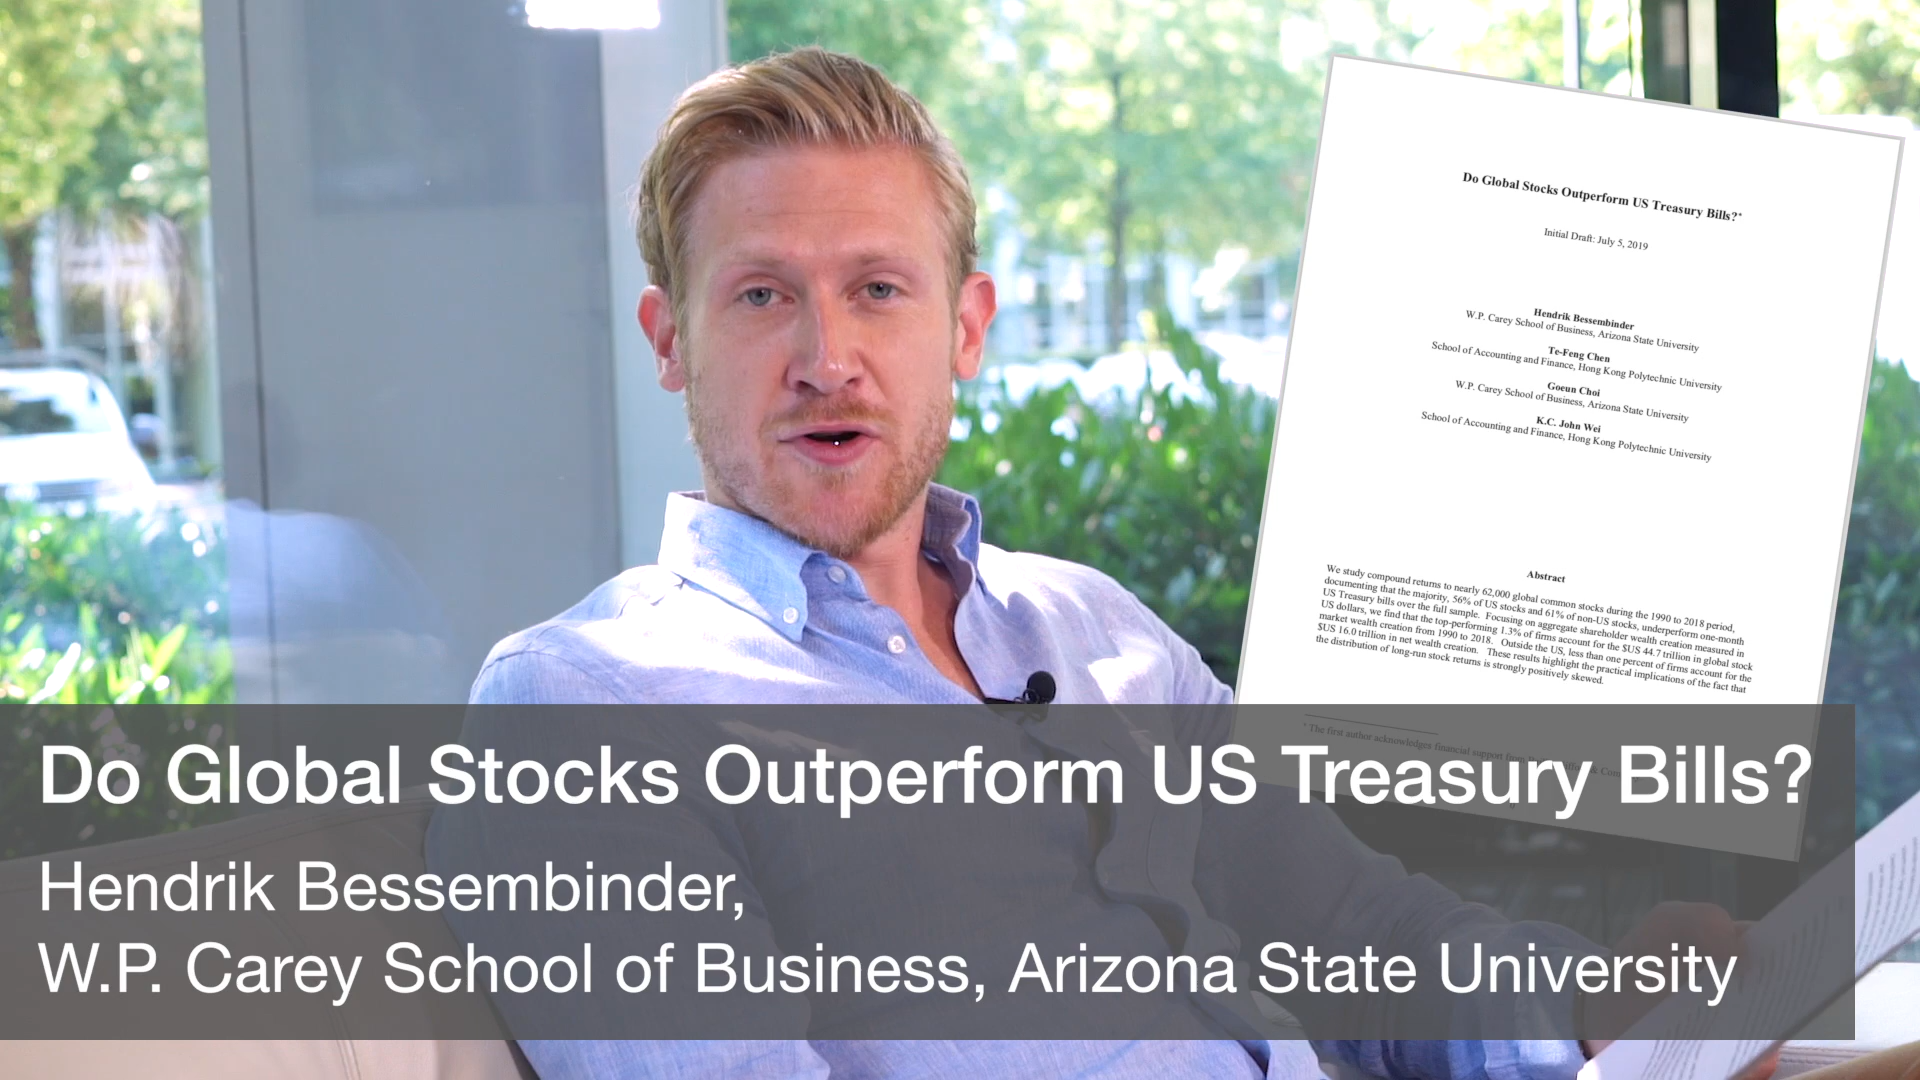 Do Global Stocks Outperform US Treasury Bills?*
Initial Draft: July 5, 2019
Hendrik Bessembinder
W.P. Carey School of Business, Arizona State University
Te-Feng Chen
School of Accounting and Finance, Hong Kong Polytechnic University
Goeun Choi
W.P. Carey School of Business, Arizona State University
K.C. John Wei
School of Accounting and Finance, Hong Kong Polytechnic University
Abstract
We study compound returns to nearly 62,000 global common stocks during the 1990 to 2018 period,
documenting that the majority, 56% of US stocks and 61% of non-US stocks, underperform one-month
US Treasury bills over the full sample. Focusing on aggregate shareholder wealth creation measured in
US dollars, we find that the top-performing 1.3% of firms account for the $US 44.7 trillion in global stock
market wealth creation from 1990 to 2018. Outside the US, less than one percent of firms account for the
$US 16.0 trillion in net wealth creation. These results highlight the practical implications of the fact that
the distribution of long-run stock returns is strongly positively skewed.
* The first author acknowledges financial support from
Do Global Stocks Outperform US Treasury Bills?
Hendrik Bessembinder,
W.P. Carey School of Business, Arizona State University